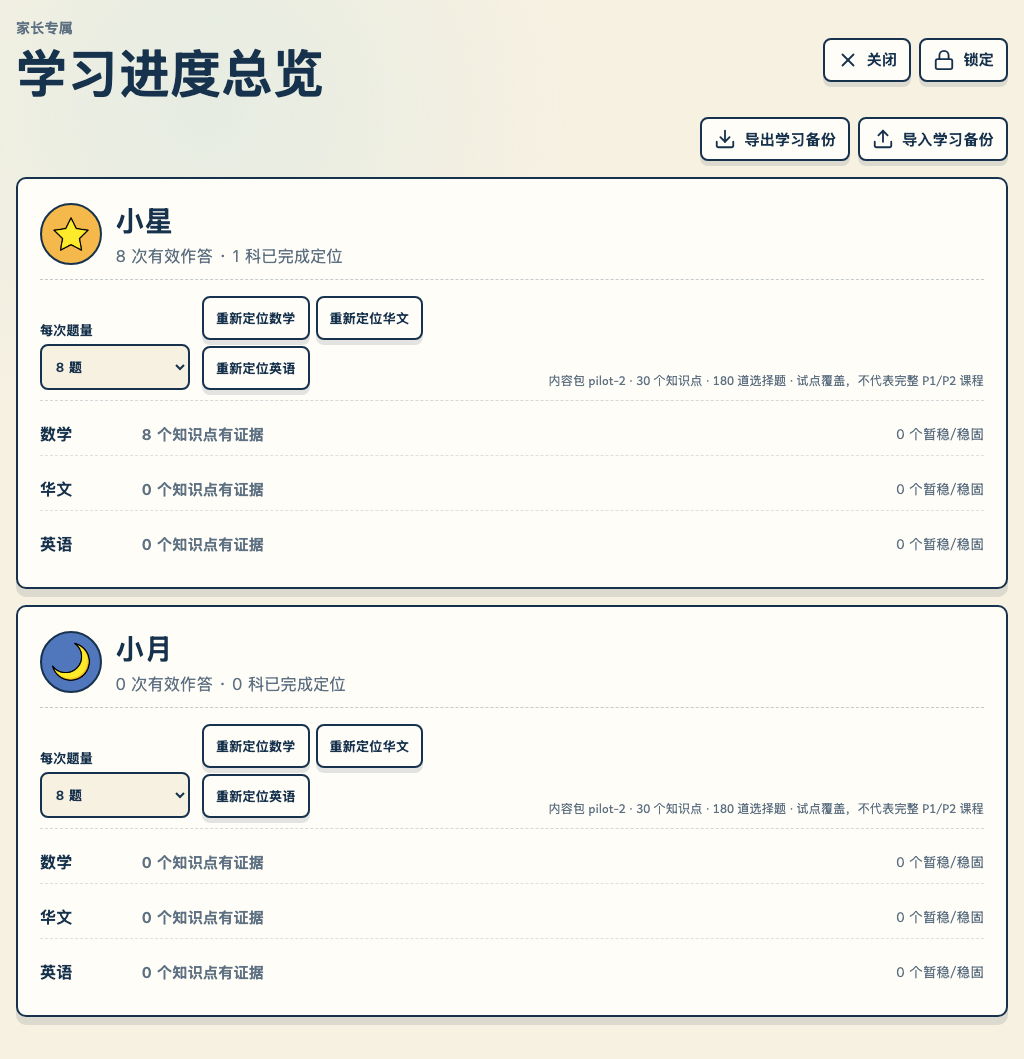 家长专属
学习进度总览
关闭
锁定
导出学习备份
导入学习备份
小星
8 次有效作答 · 1 科已完成定位
每次题量
8 题
重新定位数学
重新定位华文
重新定位英语
内容包 pilot-2 · 30 个知识点 · 180 道选择题 · 试点覆盖，不代表完整 P1/P2 课程
数学 8 个知识点有证据 0 个暂稳/稳固
华文 0 个知识点有证据 0 个暂稳/稳固
英语 0 个知识点有证据 0 个暂稳/稳固
小月
0 次有效作答 · 0 科已完成定位
每次题量
8 题
重新定位数学
重新定位华文
重新定位英语
内容包 pilot-2 · 30 个知识点 · 180 道选择题 · 试点覆盖，不代表完整 P1/P2 课程
数学 0 个知识点有证据 0 个暂稳/稳固
华文 0 个知识点有证据 0 个暂稳/稳固
英语 0 个知识点有证据 0 个暂稳/稳固